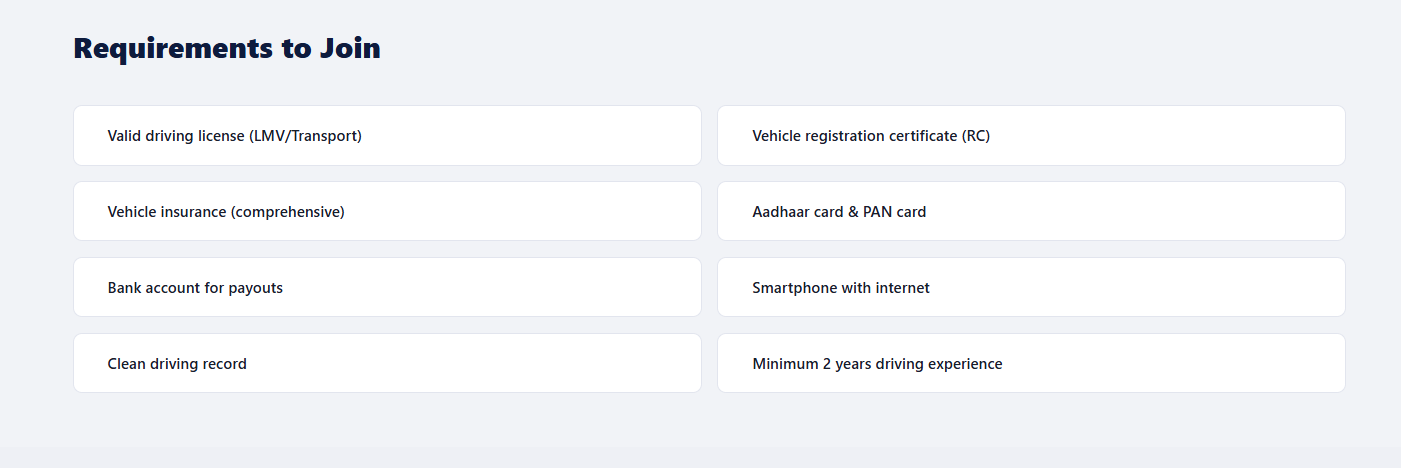 Requirements to Join
Valid driving license (LMV/Transport)
Vehicle registration certificate (RC)
Vehicle insurance (comprehensive)
Aadhaar card & PAN card
Bank account for payouts
Smartphone with internet
Clean driving record
Minimum 2 years driving experience